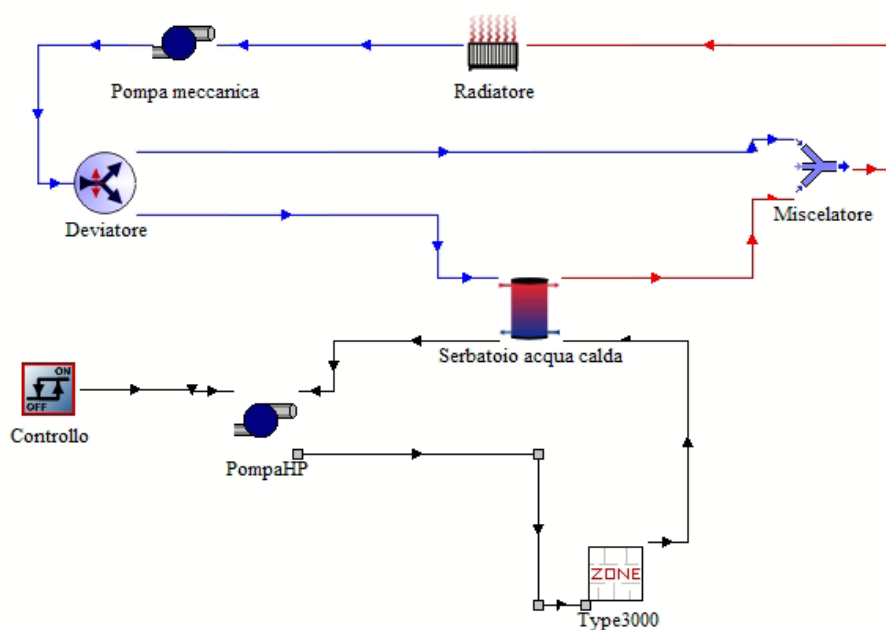 Pompa meccanica
Radiatore
Deviatore
Miscelatore
Serbatoio acqua calda
ON
OFF
Controllo
PompaHP
ZONE
Type3000